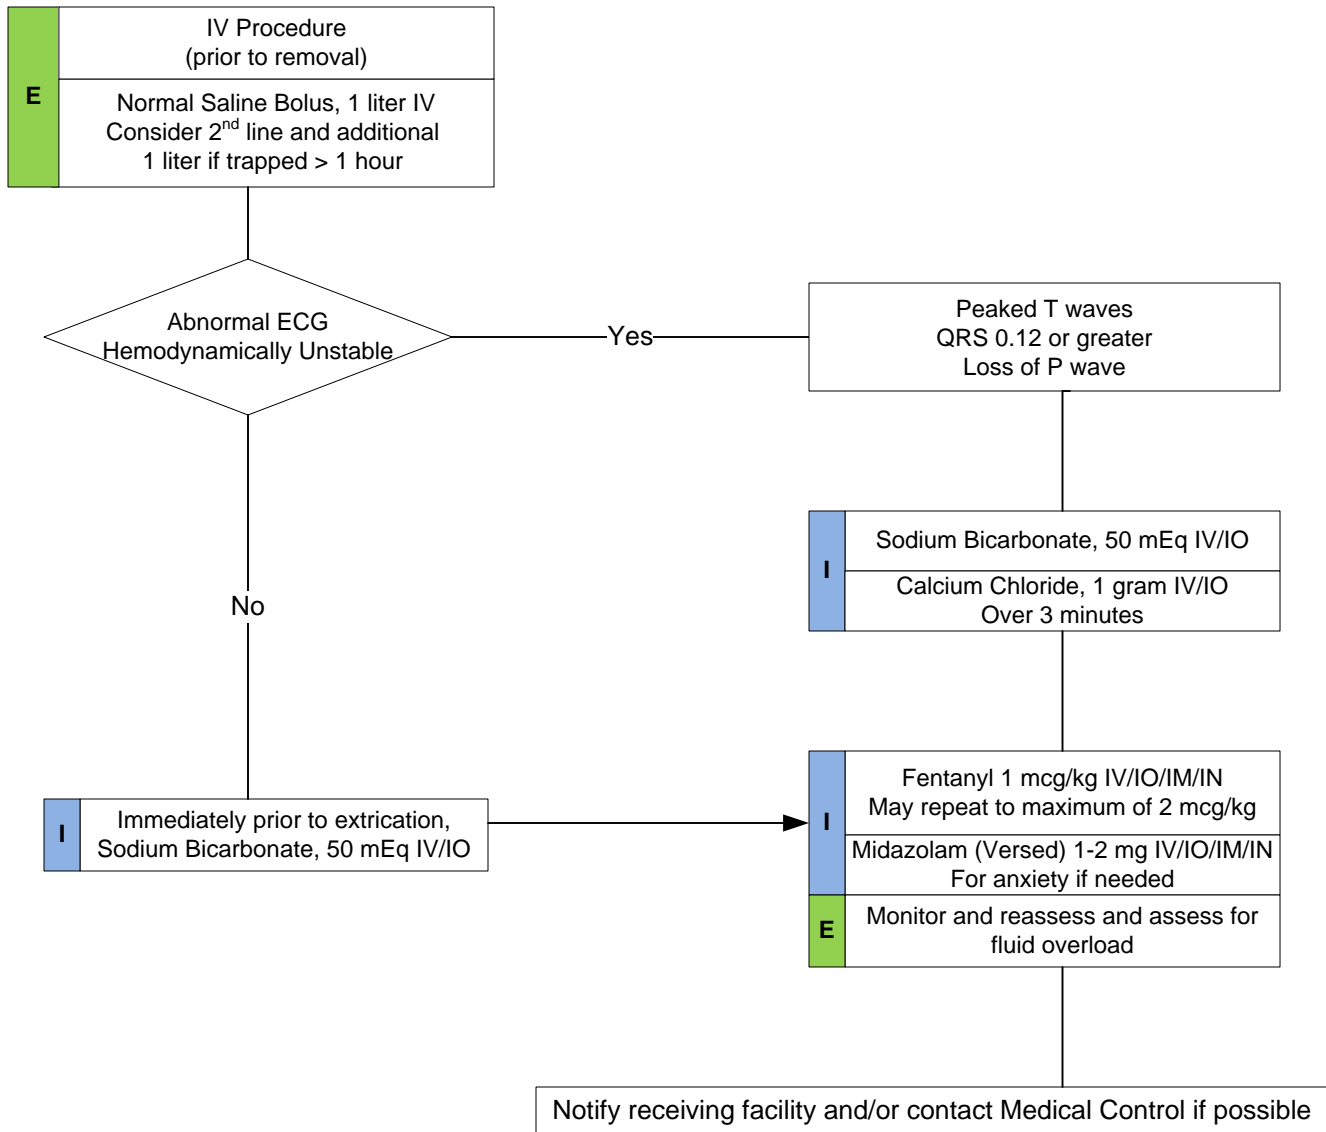 E
IV Procedure
(prior to removal)
Normal Saline Bolus, 1 liter IV
Consider 2nd line and additional
1 liter if trapped > 1 hour
Abnormal ECG
Hemodynamically Unstable
Yes
Peaked T waves
QRS 0.12 or greater
Loss of P wave
I
Sodium Bicarbonate, 50 mEq IV/IO
Calcium Chloride, 1 gram IV/IO
Over 3 minutes
No
I
Immediately prior to extrication,
Sodium Bicarbonate, 50 mEq IV/IO
I
Fentanyl 1 mcg/kg IV/IO/IM/IN
May repeat to maximum of 2 mcg/kg
Midazolam (Versed) 1-2 mg IV/IO/IM/IN
For anxiety if needed
E
Monitor and reassess and assess for
fluid overload
Notify receiving facility and/or contact Medical Control if possible